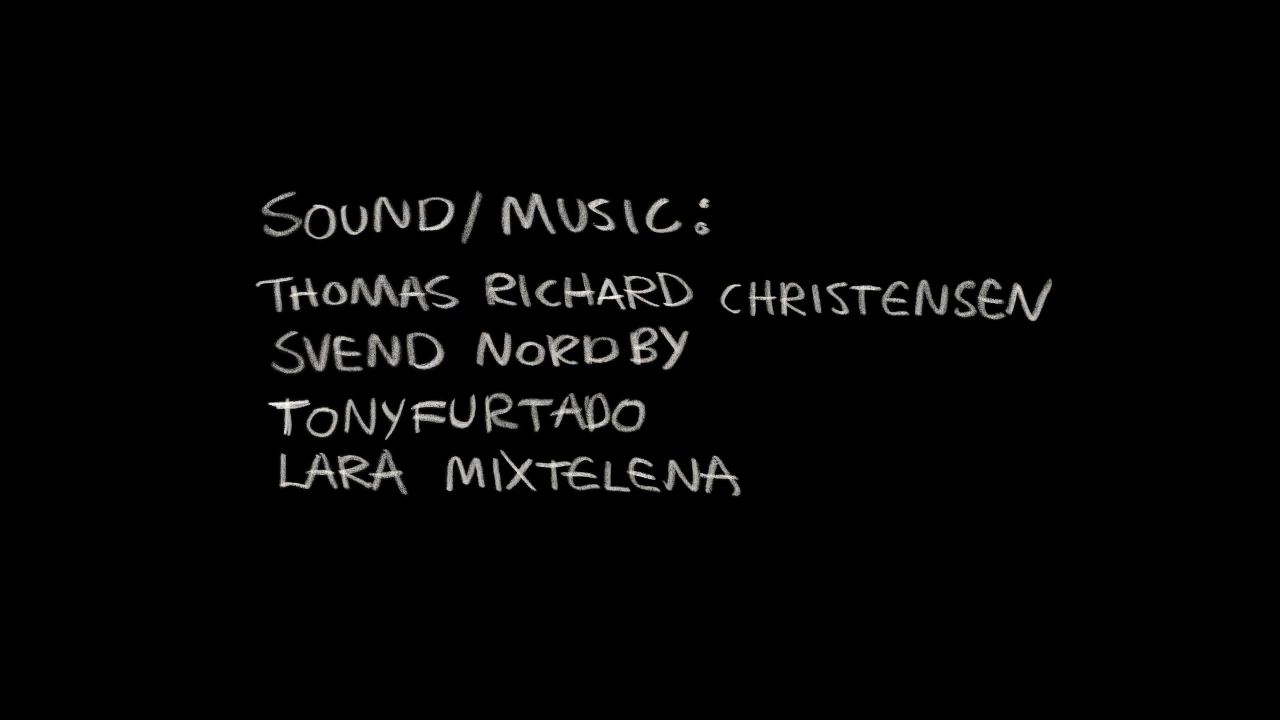 SOUND/MUSIC:
THOMAS RICHARD CHRISTENSEN
SVEND NORDBY
TONYFURTADO
LARA MIXTELENA